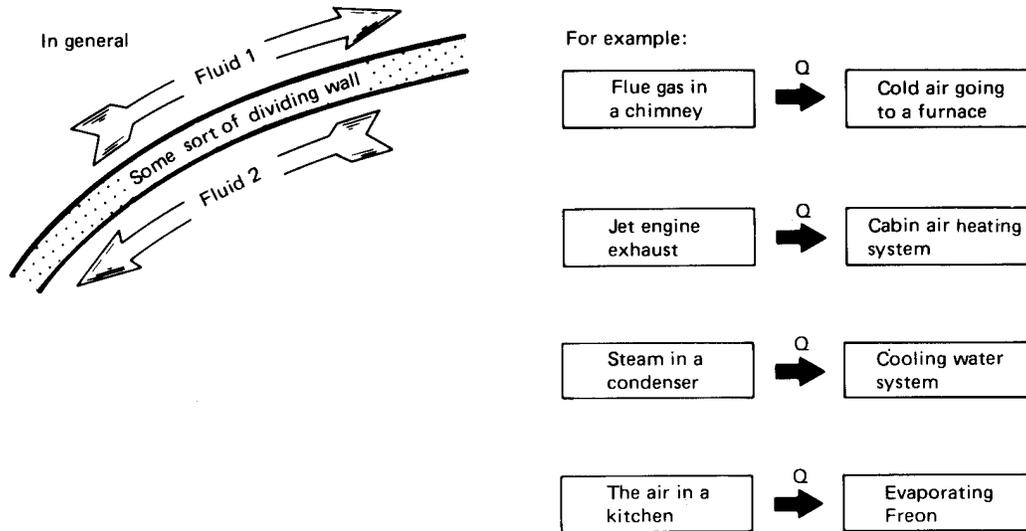 In general
Fluid 1
Some sort of dividing wall
Fluid 2
For example:
Flue gas in
a chimney
Q
Cold air going
to a furnace
Jet engine
exhaust
Q
Cabin air heating
system
Steam in a
condenser
Q
Cooling water
system
The air in a
kitchen
Q
Evaporating
Freon